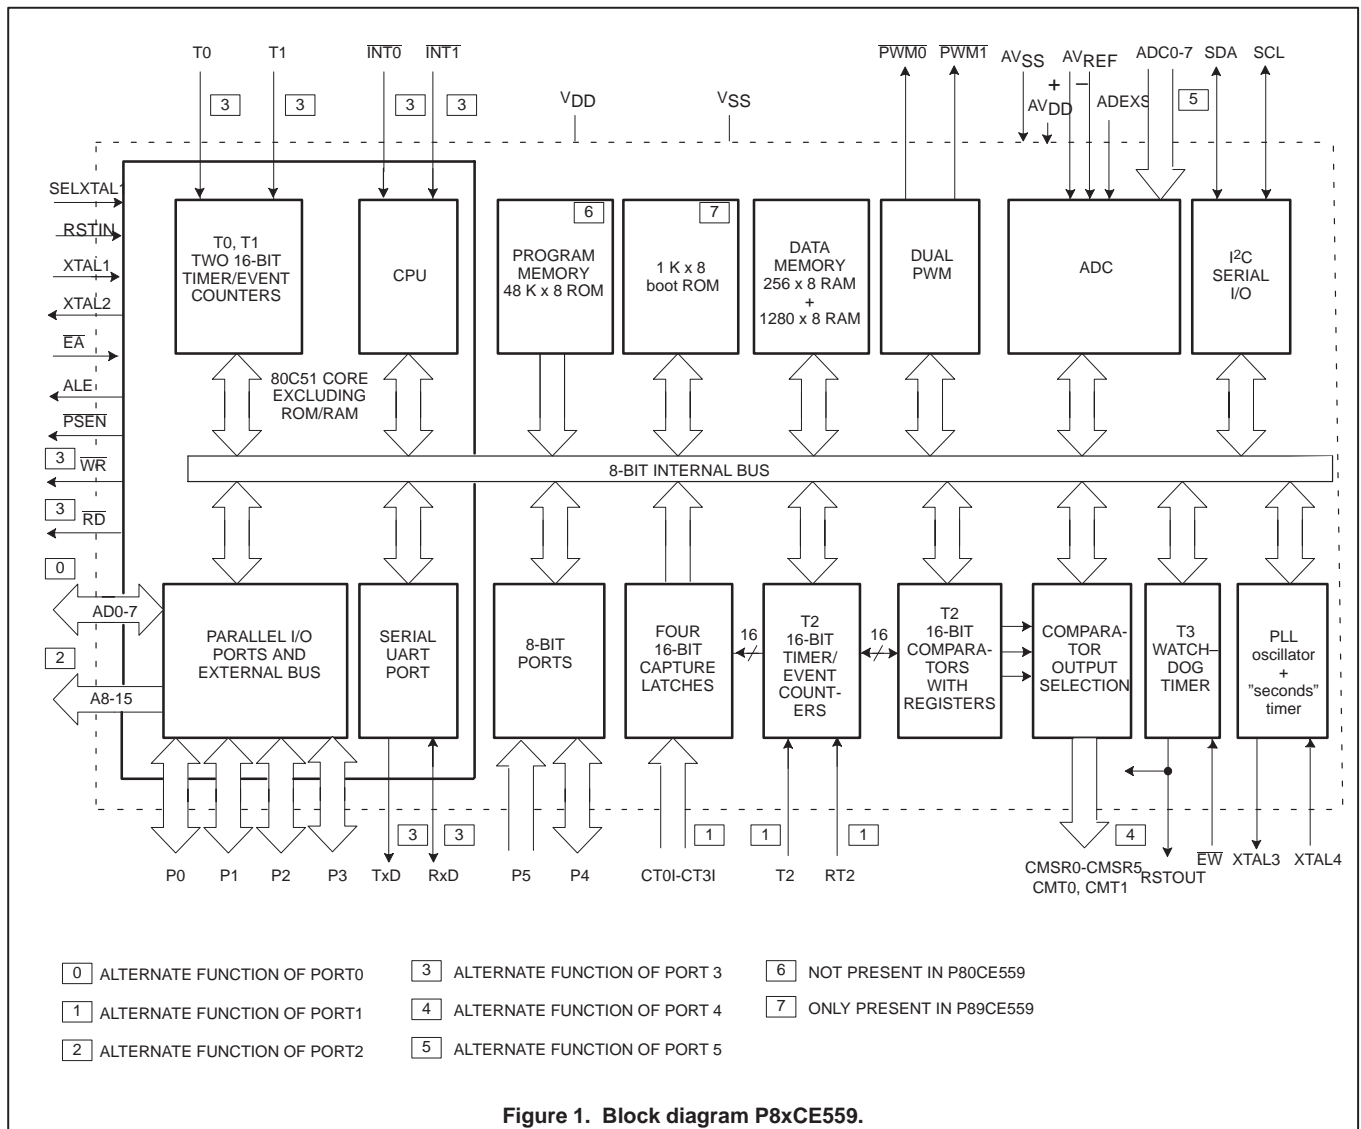 T0 T1 INT0 INT1 PWM0 PWM1 AVSS AVREF ADC0-7 SDA SCL
+ −
3 3 3 3 VDD VSS AVDD ADEXS 5
SELXTAL1
RSTIN
XTAL1
XTAL2
EA
ALE
PSEN
3 WR
3 RD
0
AD0-7
2
A8-15
T0, T1
TWO 16-BIT
TIMER/EVENT
COUNTERS
CPU
80C51 CORE
EXCLUDING
ROM/RAM
6
PROGRAM
MEMORY
48 K x 8 ROM
7
1 K x 8
boot ROM
DATA
MEMORY
256 x 8 RAM
+
1280 x 8 RAM
DUAL
PWM
ADC
I2C
SERIAL
I/O
8-BIT INTERNAL BUS
PARALLEL I/O
PORTS AND
EXTERNAL BUS
SERIAL
UART
PORT
8-BIT
PORTS
FOUR
16-BIT
CAPTURE
LATCHES
16
T2
16-BIT
TIMER/
EVENT
COUNT-
ERS
16
T2
16-BIT
COMPARA-
TORS
WITH
REGISTERS
COMPARA-
TOR
OUTPUT
SELECTION
T3
WATCH–
DOG
TIMER
PLL
oscillator
+
”seconds”
timer
3 3 1 1 1 4
P0 P1 P2 P3 TxD RxD P5 P4 CT0I-CT3I T2 RT2
CMSR0-CMSR5
CMT0, CMT1
RSTOUT
EW XTAL3 XTAL4
0 ALTERNATE FUNCTION OF PORT0
1 ALTERNATE FUNCTION OF PORT1
2 ALTERNATE FUNCTION OF PORT2
3 ALTERNATE FUNCTION OF PORT 3
4 ALTERNATE FUNCTION OF PORT 4
5 ALTERNATE FUNCTION OF PORT 5
6 NOT PRESENT IN P80CE559
7 ONLY PRESENT IN P89CE559
Figure 1. Block diagram P8xCE559.